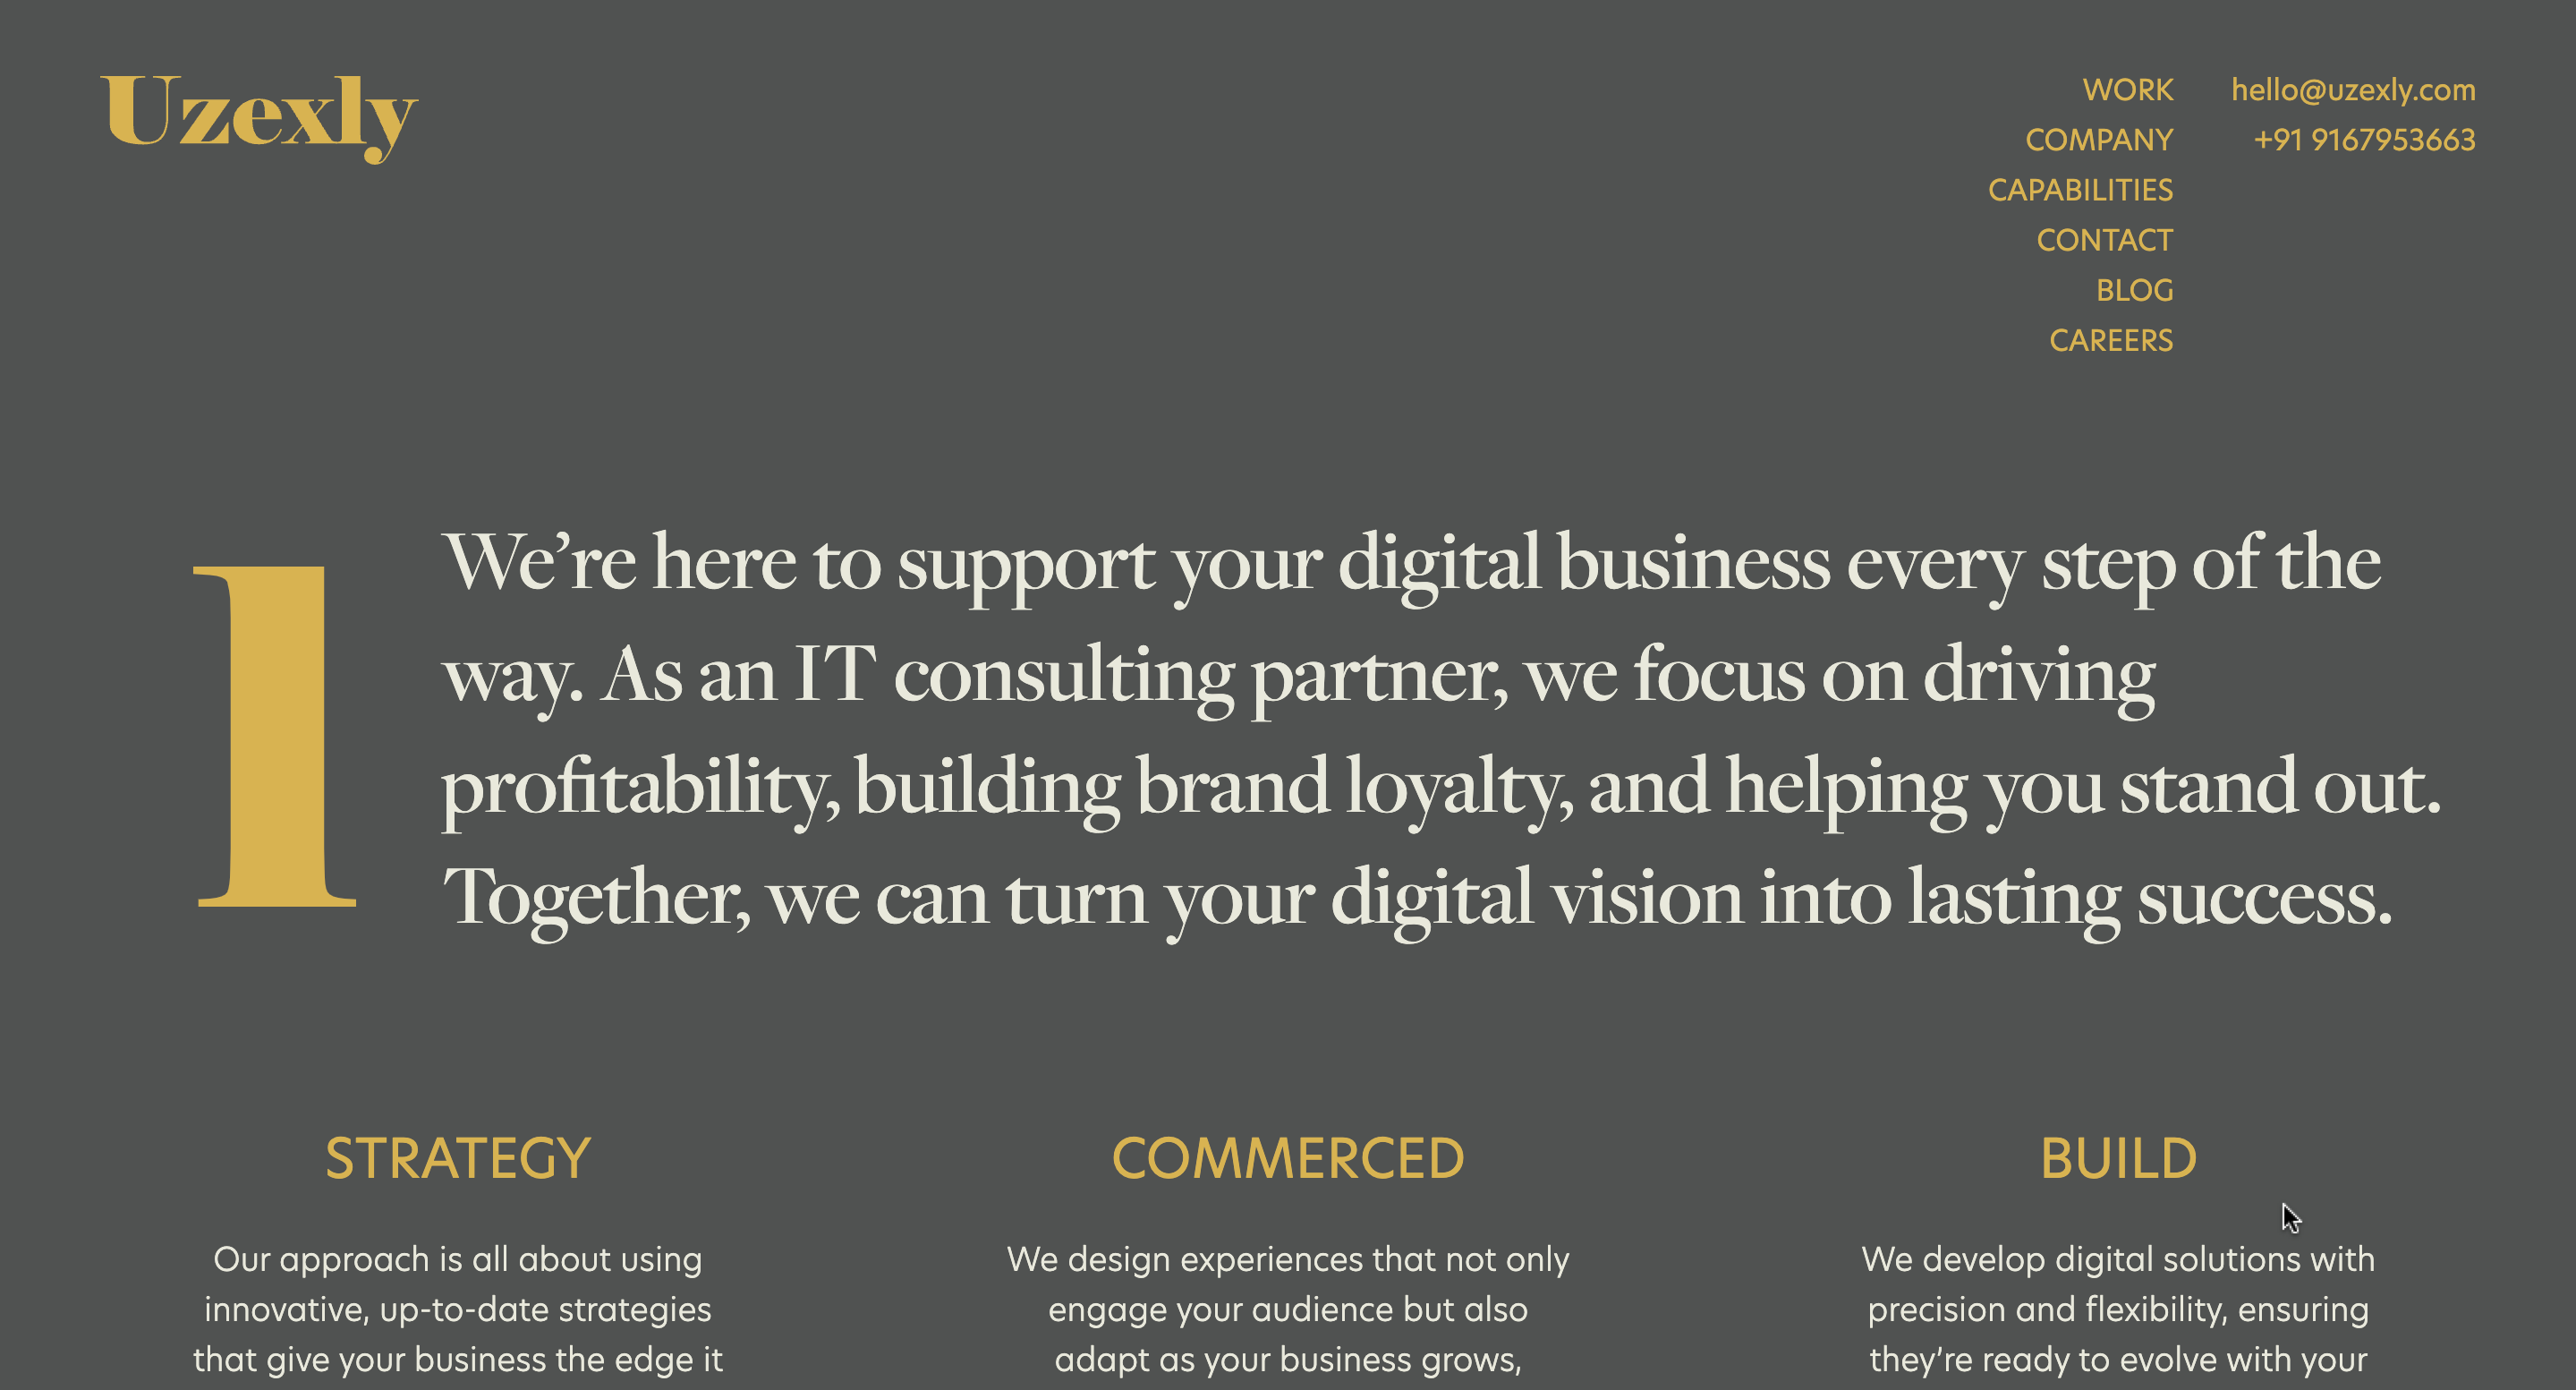 Uzexly
WORK
COMPANY
CAPABILITIES
CONTACT
BLOG
CAREERS
hello@uzexly.com
+91 9167953663
1
We’re here to support your digital business every step of the
way. As an IT consulting partner, we focus on driving
profitability, building brand loyalty, and helping you stand out.
Together, we can turn your digital vision into lasting success.
STRATEGY
Our approach is all about using
innovative, up-to-date strategies
that give your business the edge it
COMMERCED
We design experiences that not only
engage your audience but also
adapt as your business grows,
BUILD
We develop digital solutions with
precision and flexibility, ensuring
they’re ready to evolve with your